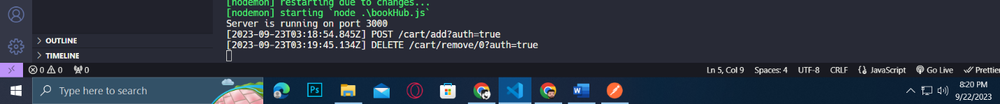 [nodemon] restarting due to changes...
[nodemon] starting `node .\bookHub.js`
Server is running on port 3000
[2023-09-23T03:18:54.845Z] POST /cart/add?auth=true
[2023-09-23T03:19:45.134Z] DELETE /cart/remove/0?auth=true
OUTLINE
TIMELINE
0 0 0 Ln 5, Col 9 Spaces: 4 UTF-8 CRLF JavaScript Go Live Prettier
Type here to search
Ps
W
8:20 PM
9/22/2023